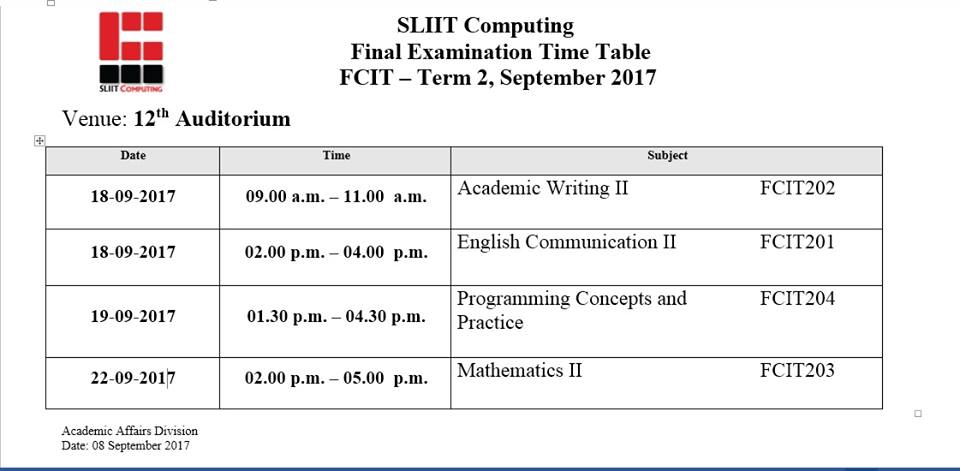 SLIIT Computing
Final Examination Time Table
FCIT – Term 2, September 2017
SLIIT COMPUTING
Venue: 12th Auditorium
Date Time Subject
18-09-2017 09.00 a.m. – 11.00 a.m. Academic Writing II FCIT202
18-09-2017 02.00 p.m. – 04.00 p.m. English Communication II FCIT201
19-09-2017 01.30 p.m. – 04.30 p.m. Programming Concepts and FCIT204
Practice
22-09-2017 02.00 p.m. – 05.00 p.m. Mathematics II FCIT203
Academic Affairs Division
Date: 08 September 2017